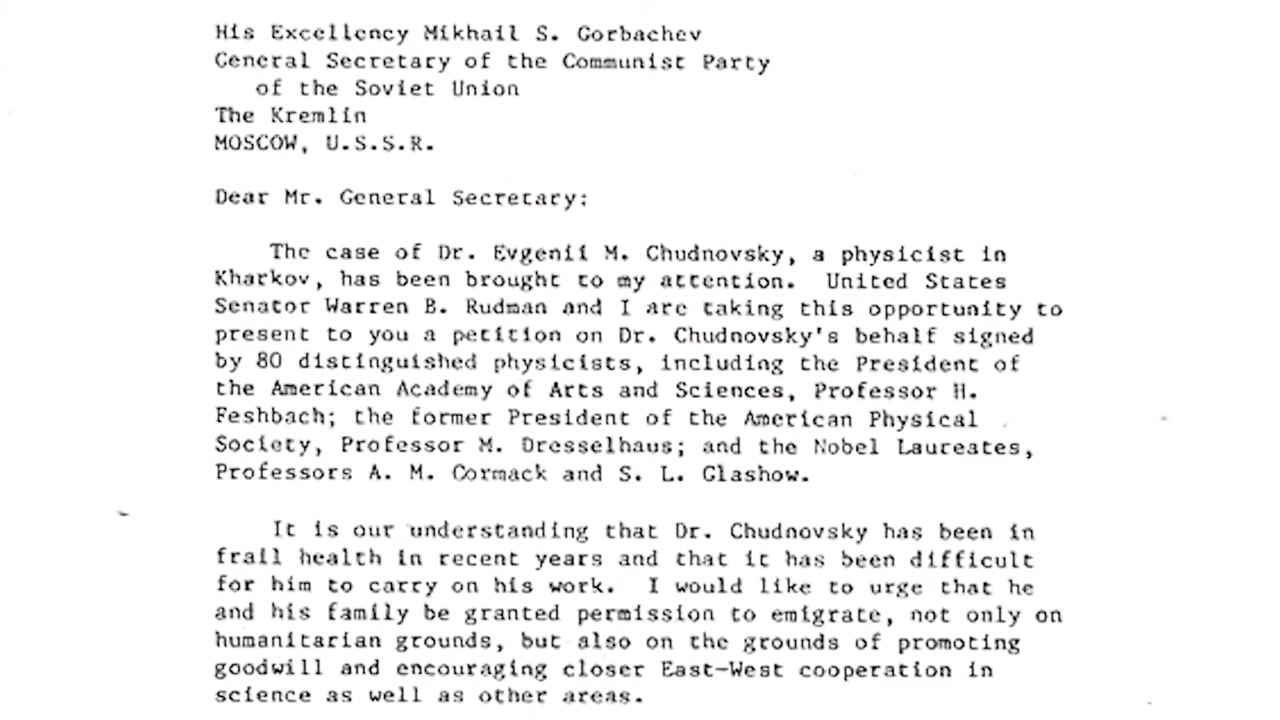 His Excellency Mikhail S. Gorbachev
General Secretary of the Communist Party
of the Soviet Union
The Kremlin
MOSCOW, U.S.S.R.
Dear Mr. General Secretary:
The case of Dr. Evgenii M. Chudnovsky, a physicist in
Kharkov, has been brought to my attention. United States
Senator Warren B. Rudman and I are taking this opportunity to
present to you a petition on Dr. Chudnovsky's behalf signed
by 80 distinguished physicists, including the President of
the American Academy of Arts and Sciences, Professor H.
Feshbach; the former President of the American Physical
Society, Professor M. Dresselhaus; and the Nobel Laureates,
Professors A. M. Cormack and S. L. Glashow.
It is our understanding that Dr. Chudnovsky has been in
frail health in recent years and that it has been difficult
for him to carry on his work. I would like to urge that he
and his family be granted permission to emigrate, not only on
humanitarian grounds, but also on the grounds of promoting
goodwill and encouraging closer East-West cooperation in
science as well as other areas.